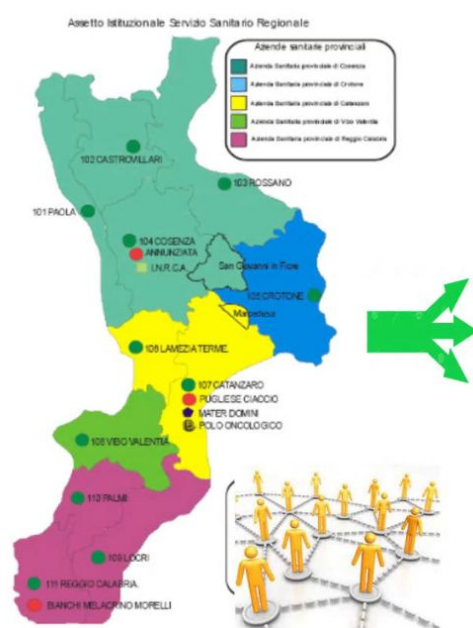 Assetto Istituzionale Servizio Sanitario Regionale
Aziende sanitarie provinciali
Azienda Sanitaria provinciale di Cosenza
Azienda Sanitaria provinciale di Crotone
Azienda Sanitaria provinciale di Catanzaro
Azienda Sanitaria provinciale di Vibo Valentia
Azienda Sanitaria provinciale di Reggio Calabria
102 CASTROVILLARI
103 ROSSANO
101 PAOLA
104 COSENZA
ANNUNZIATA
I.N.R.C.A
San Giovanni in Fiore
105 CROTONE
Marcedusa
106 LAMEZIA TERME.
107 CATANZARO
PUGLIESE CIACCIO
MATER DOMINI
POLO ONCOLOGICO
108 VIBO VALENTIA
110 PALMI
109 LOCRI
111 REGGIO CALABRIA.
BIANCHI MELACRINO MORELLI